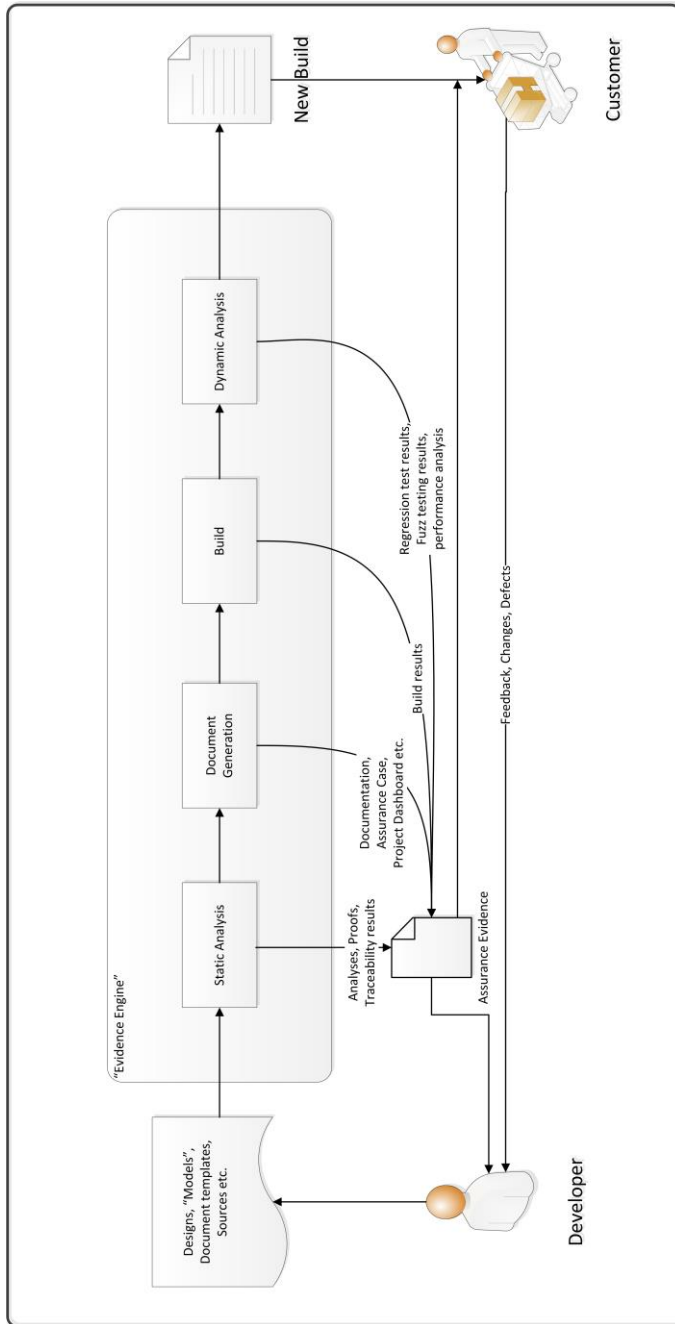 "Evidence Engine"
Designs, "Models",
Document templates,
Sources etc.
Static Analysis
Document
Generation
Build
Dynamic Analysis
New Build
Analyses, Proofs,
Traceability results
Documentation,
Assurance Case,
Project Dashboard etc.
Build results
Regression test results,
Fuzz testing results,
performance analysis
Assurance Evidence
Feedback, Changes, Defects
Developer
Customer